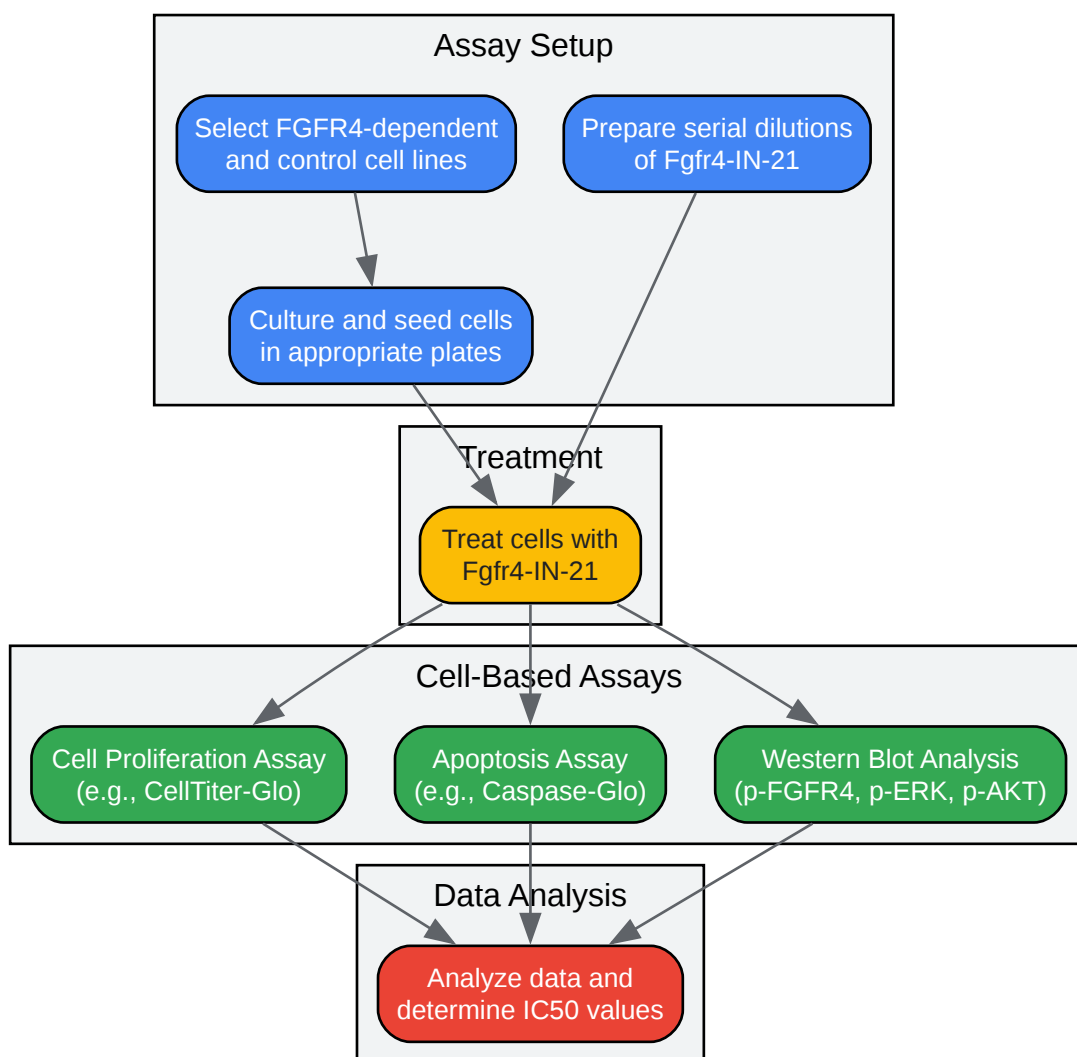 Assay Setup
Select FGFR4-dependent
and control cell lines
Prepare serial dilutions
of Fgfr4-IN-21
Culture and seed cells
in appropriate plates
Treatment
Treat cells with
Fgfr4-IN-21
Cell-Based Assays
Cell Proliferation Assay
(e.g., CellTiter-Glo)
Apoptosis Assay
(e.g., Caspase-Glo)
Western Blot Analysis
(p-FGFR4, p-ERK, p-AKT)
Data Analysis
Analyze data and
determine IC50 values